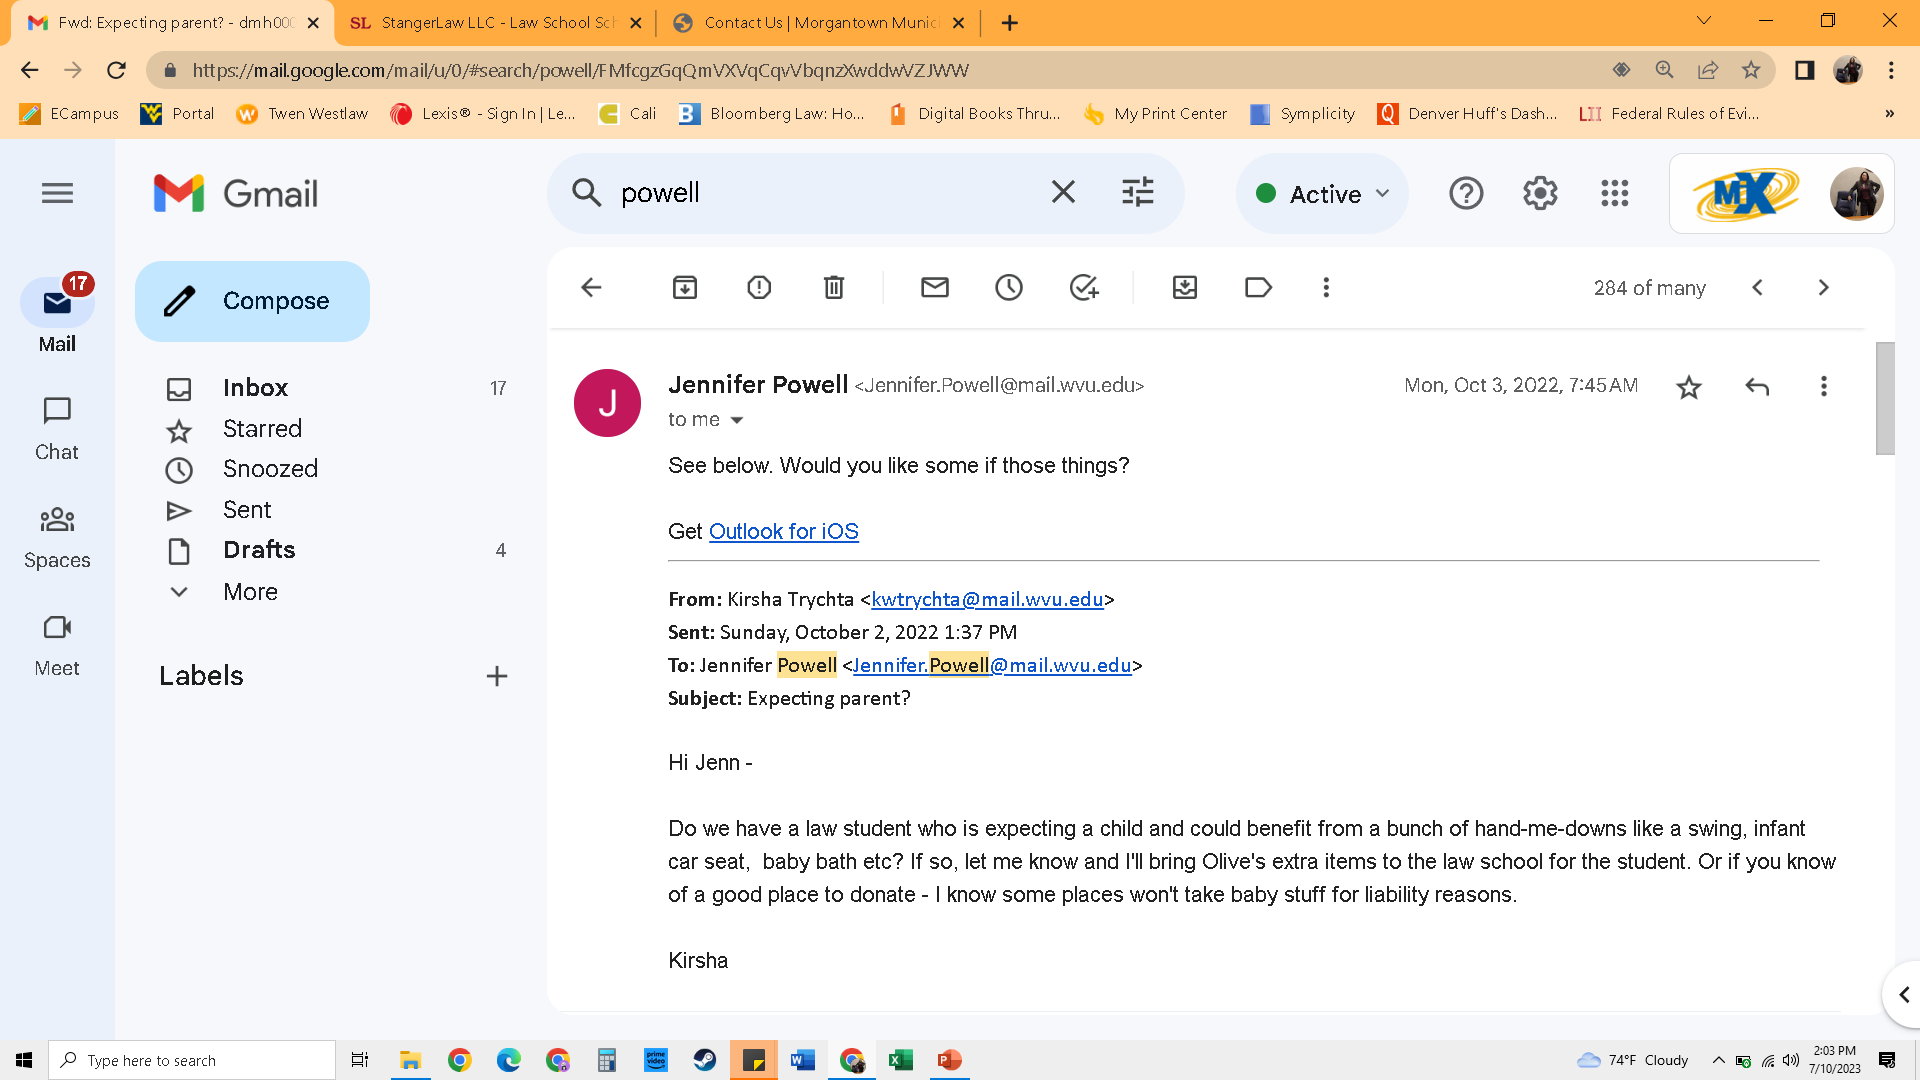 Fwd: Expecting parent? - dmh000
SL StangerLaw LLC - Law School Sch
Contact Us | Morgantown Munic
https://mail.google.com/mail/u/0/#search/powell/FMfcgzGqQmVXVqCqvVbqnzXwddwVZJWW
ECampus
Portal
Twen Westlaw
Lexis® - Sign In | Le...
Cali
Bloomberg Law: Ho...
Digital Books Thru...
My Print Center
Symplicity
Denver Huff's Dash...
LII Federal Rules of Evi...
»
Gmail
powell
Active
MX
17
Mail
Chat
Spaces
Meet
Compose
Inbox 17
Starred
Snoozed
Sent
Drafts 4
More
Labels
284 of many
J
Jennifer Powell <Jennifer.Powell@mail.wvu.edu>
Mon, Oct 3, 2022, 7:45 AM
to me
See below. Would you like some if those things?
Get Outlook for iOS
From: Kirsha Trychta <kwtrychta@mail.wvu.edu>
Sent: Sunday, October 2, 2022 1:37 PM
To: Jennifer Powell <Jennifer.Powell@mail.wvu.edu>
Subject: Expecting parent?
Hi Jenn -
Do we have a law student who is expecting a child and could benefit from a bunch of hand-me-downs like a swing, infant
car seat,  baby bath etc? If so, let me know and I'll bring Olive's extra items to the law school for the student. Or if you know
of a good place to donate - I know some places won't take baby stuff for liability reasons.
Kirsha
Type here to search
prime video
74°F Cloudy
2:03 PM
7/10/2023